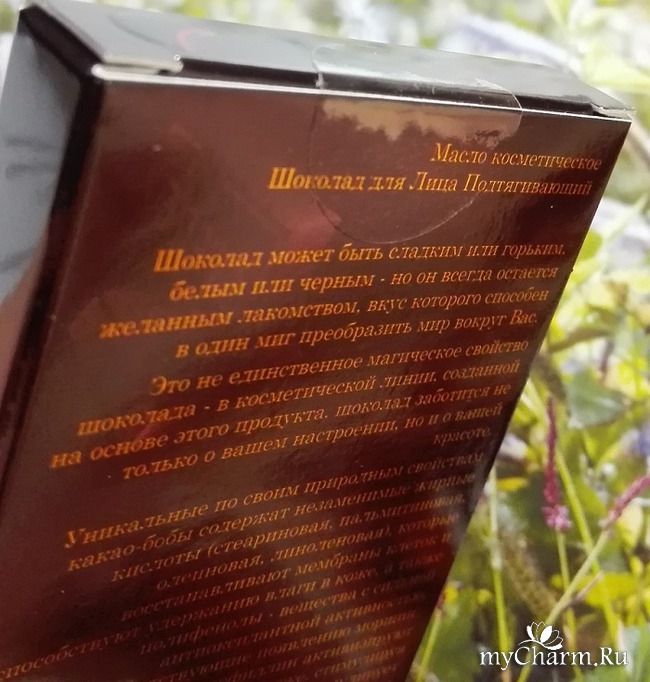 Масло косметическое
Шоколад для Лица Подтягивающий
Шоколад может быть сладким или горьким,
белым или черным - но он всегда остается
желанным лакомством, вкус которого способен
в один миг преобразить мир вокруг Вас.
Это не единственное магическое свойство
шоколада - в косметической линии, созданной
на основе этого продукта, шоколад заботится не
только о вашем настроении, но и о вашей
красоте.
Уникальные по своим природным свойствам
какао-бобы содержат незаменимые жирные
кислоты (стеариновая, пальмитиновая,
олеиновая, линоленовая), которые
восстанавливают мембраны клеток и
способствуют удержанию влаги в коже, а также
полифенолы - вещества с сильной
антиоксидантной активностью,
появлению морщин
myCharm.Ru